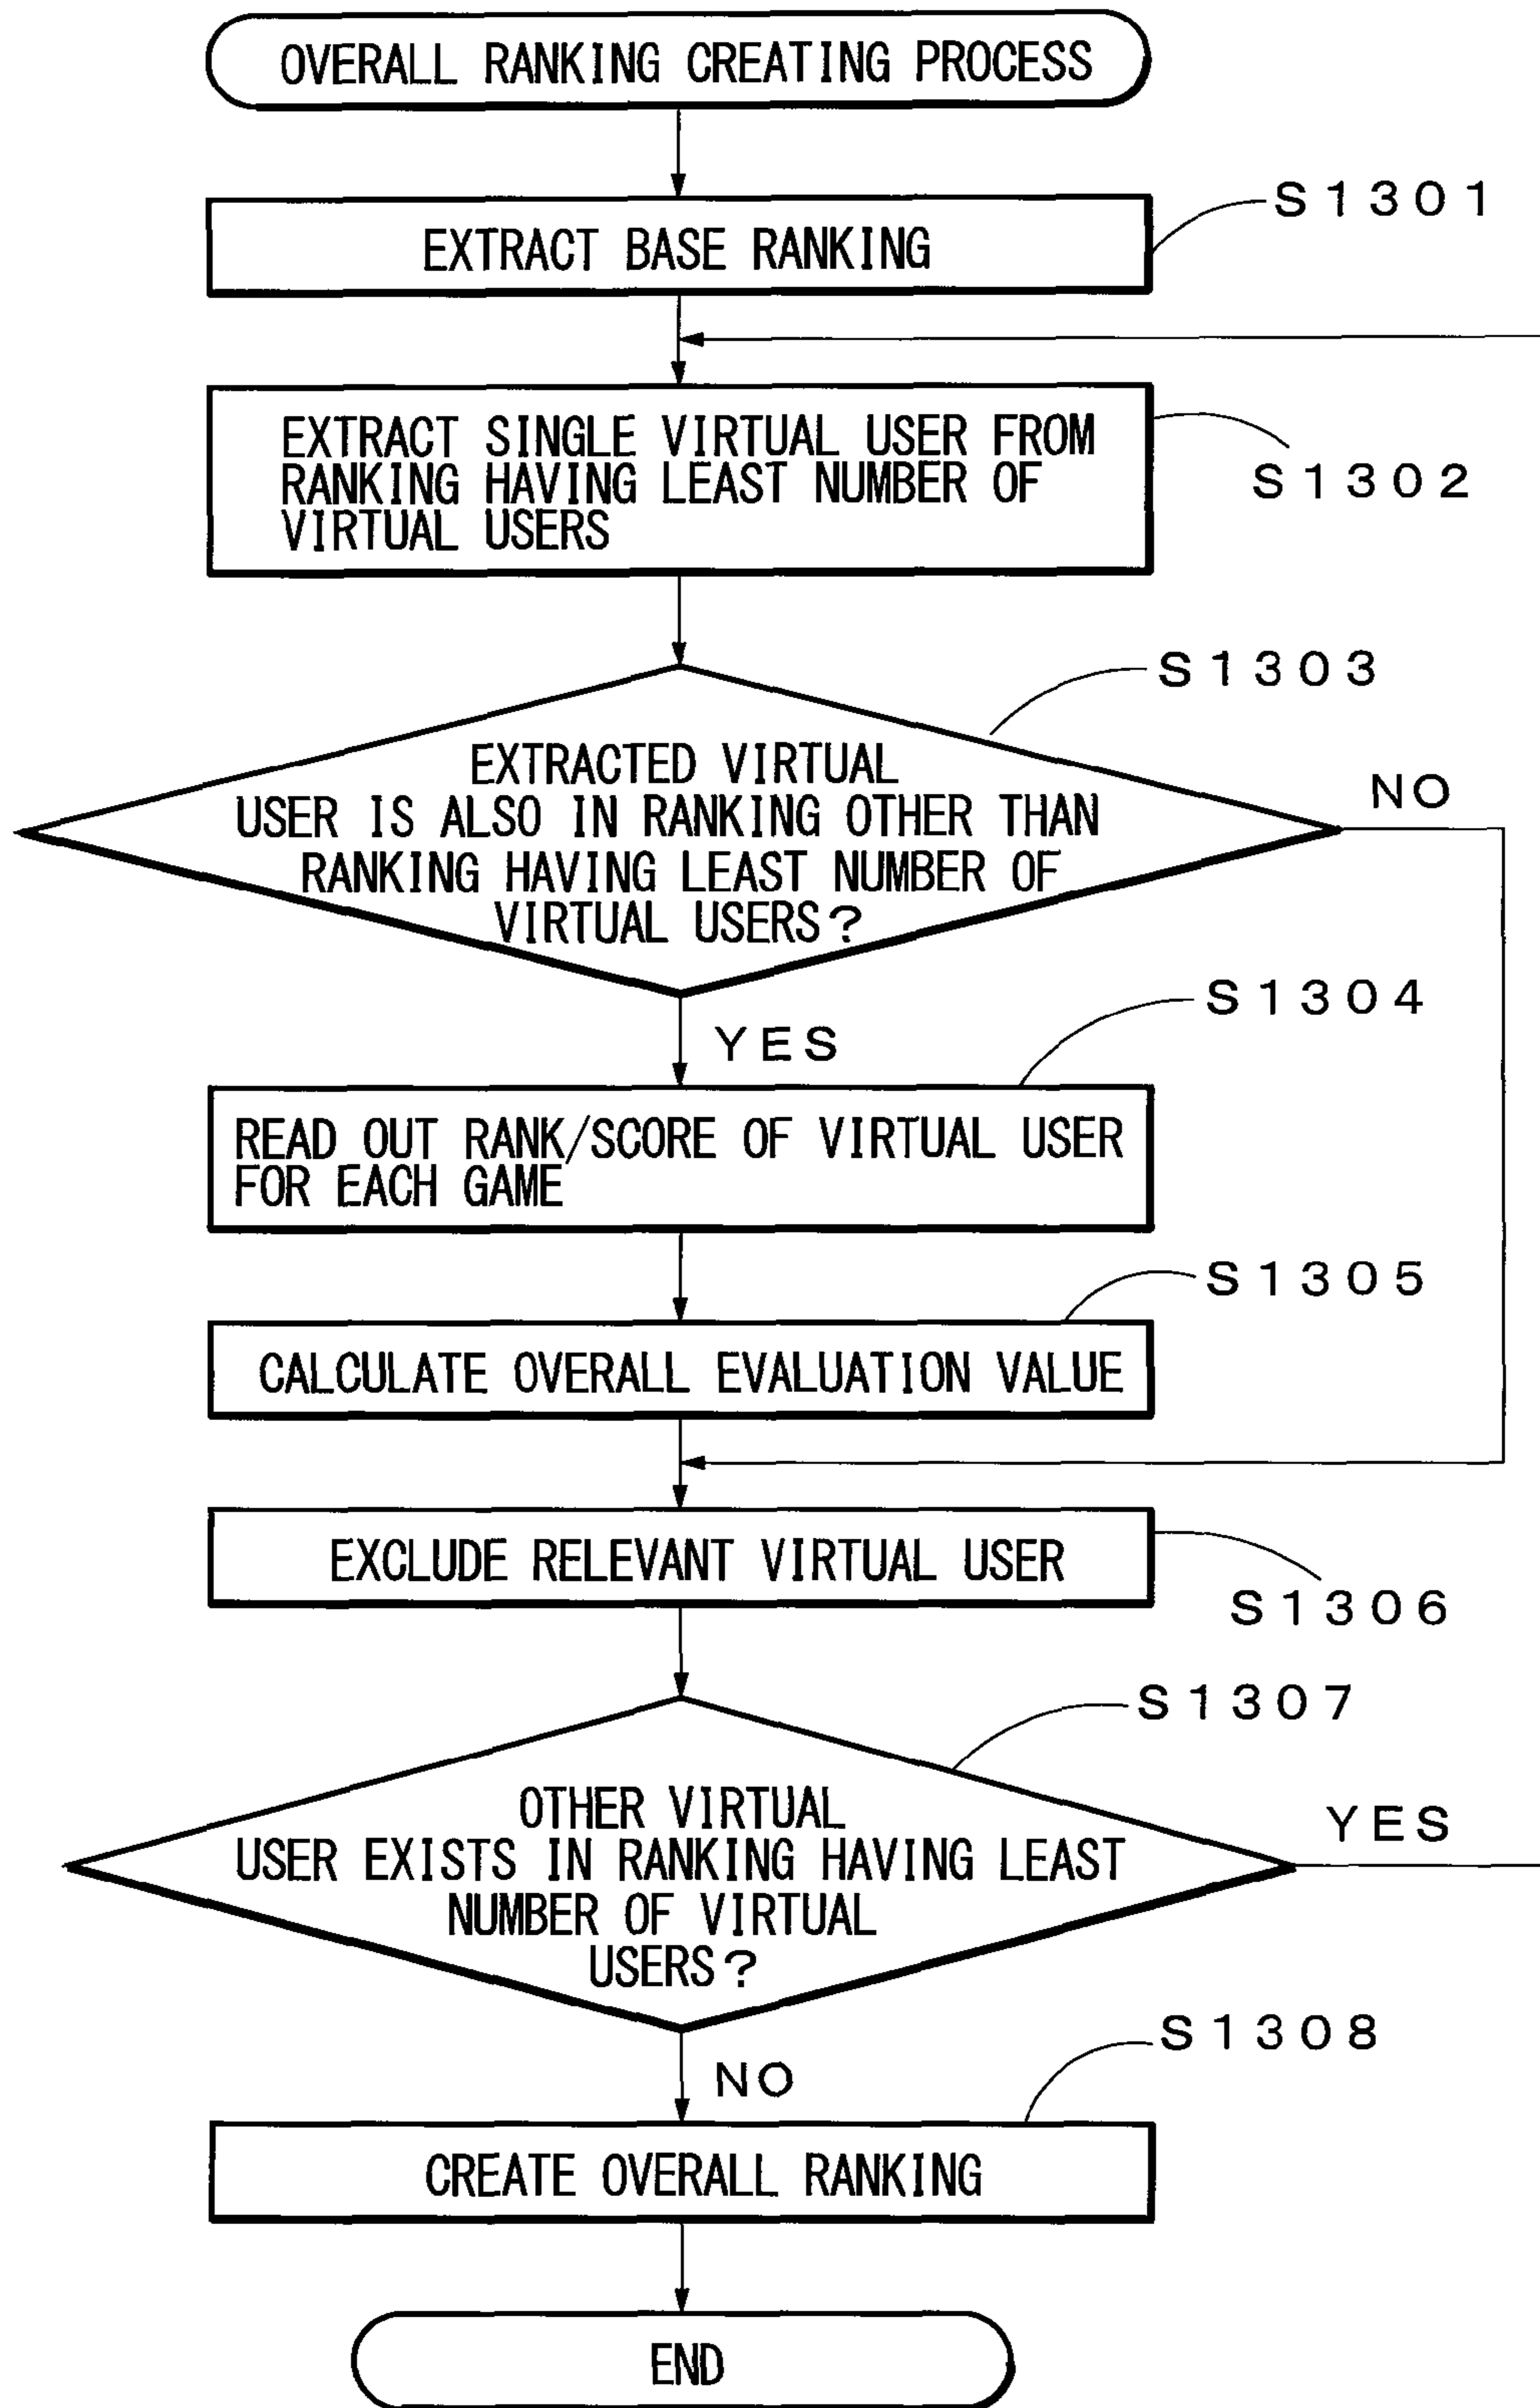 OVERALL RANKING CREATING PROCESS
S1301
EXTRACT BASE RANKING
EXTRACT SINGLE VIRTUAL USER FROM
RANKING HAVING LEAST NUMBER OF
VIRTUAL USERS
S1302
S1303
EXTRACTED VIRTUAL
USER IS ALSO IN RANKING OTHER THAN
RANKING HAVING LEAST NUMBER OF
VIRTUAL USERS?
NO
YES
S1304
READ OUT RANK/SCORE OF VIRTUAL USER
FOR EACH GAME
S1305
CALCULATE OVERALL EVALUATION VALUE
EXCLUDE RELEVANT VIRTUAL USER
S1306
S1307
OTHER VIRTUAL
USER EXISTS IN RANKING HAVING LEAST
NUMBER OF VIRTUAL
USERS?
YES
NO
S1308
CREATE OVERALL RANKING
END